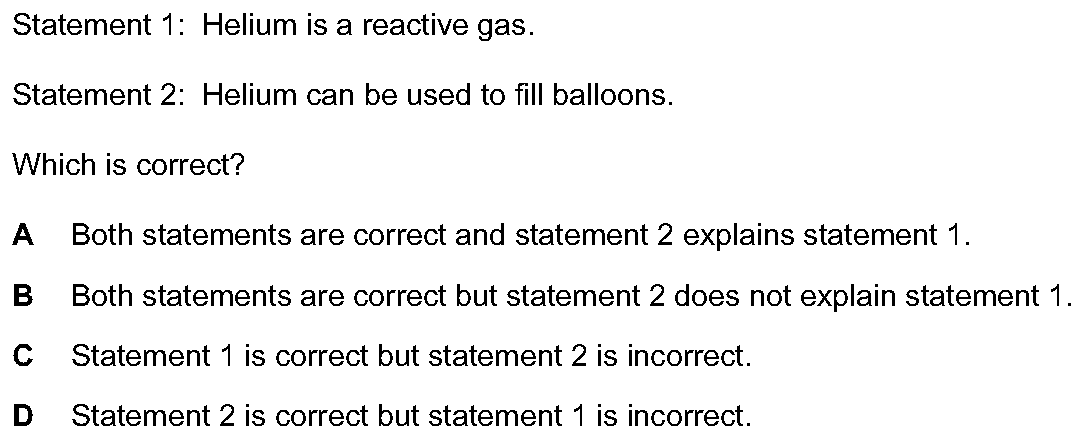 Statement 1: Helium is a reactive gas.
Statement 2: Helium can be used to fill balloons.
Which is correct?
A Both statements are correct and statement 2 explains statement 1.
B Both statements are correct but statement 2 does not explain statement 1.
C Statement 1 is correct but statement 2 is incorrect.
D Statement 2 is correct but statement 1 is incorrect.